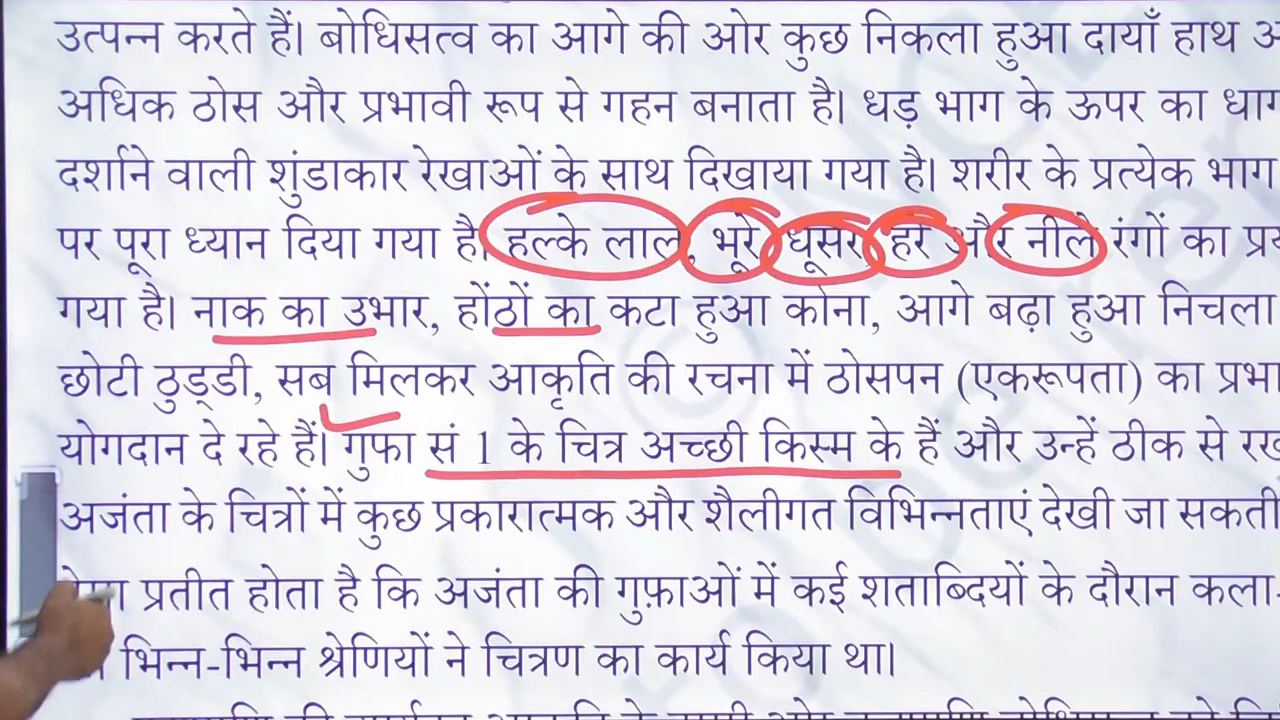 उत्पन्न करते हैं। बोधिसत्व का आगे की ओर कुछ निकला हुआ दायाँ हाथ
अधिक ठोस और प्रभावी रूप से गहन बनाता है। धड़ भाग के ऊपर का धाग
दर्शाने वाली शुंडाकार रेखाओं के साथ दिखाया गया है। शरीर के प्रत्येक भाग
पर पूरा ध्यान दिया गया है। हल्के लाल, भूरे, धूसर, हरे और नीले रंगों का
गया है। नाक का उभार, होंठों का कटा हुआ कोना, आगे बढ़ा हुआ निचला
छोटी ठुड्डी, सब मिलकर आकृति की रचना में ठोसपन (एकरूपता) का प्रभा
योगदान दे रहे हैं। गुफा सं 1 के चित्र अच्छी किस्म के हैं और उन्हें ठीक से रख
अजंता के चित्रों में कुछ प्रकारात्मक और शैलीगत विभिन्नताएं देखी जा सकती
प्रतीत होता है कि अजंता की गुफ़ाओं में कई शताब्दियों के दौरान कला-
भिन्न-भिन्न श्रेणियों ने चित्रण का कार्य किया था।